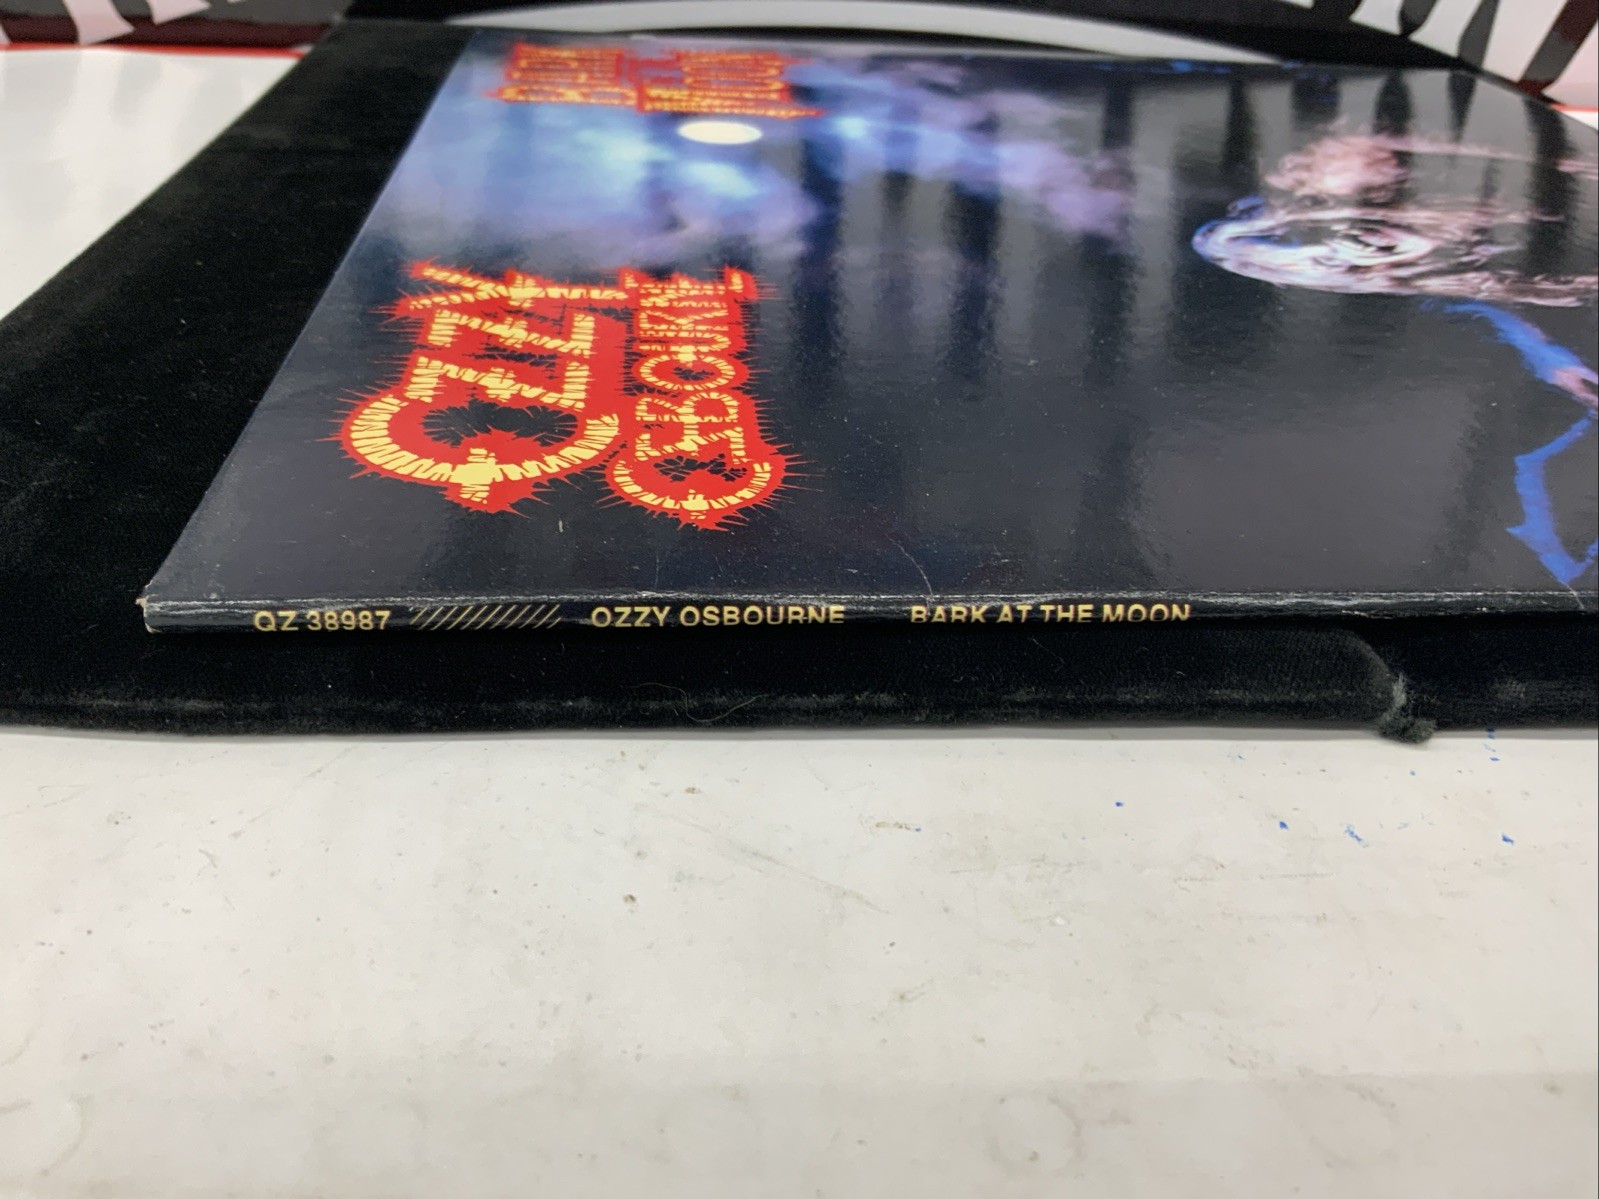 OZZY
OSBOURNE
QZ 38987 OZZY OSBOURNE BARK AT THE MOON